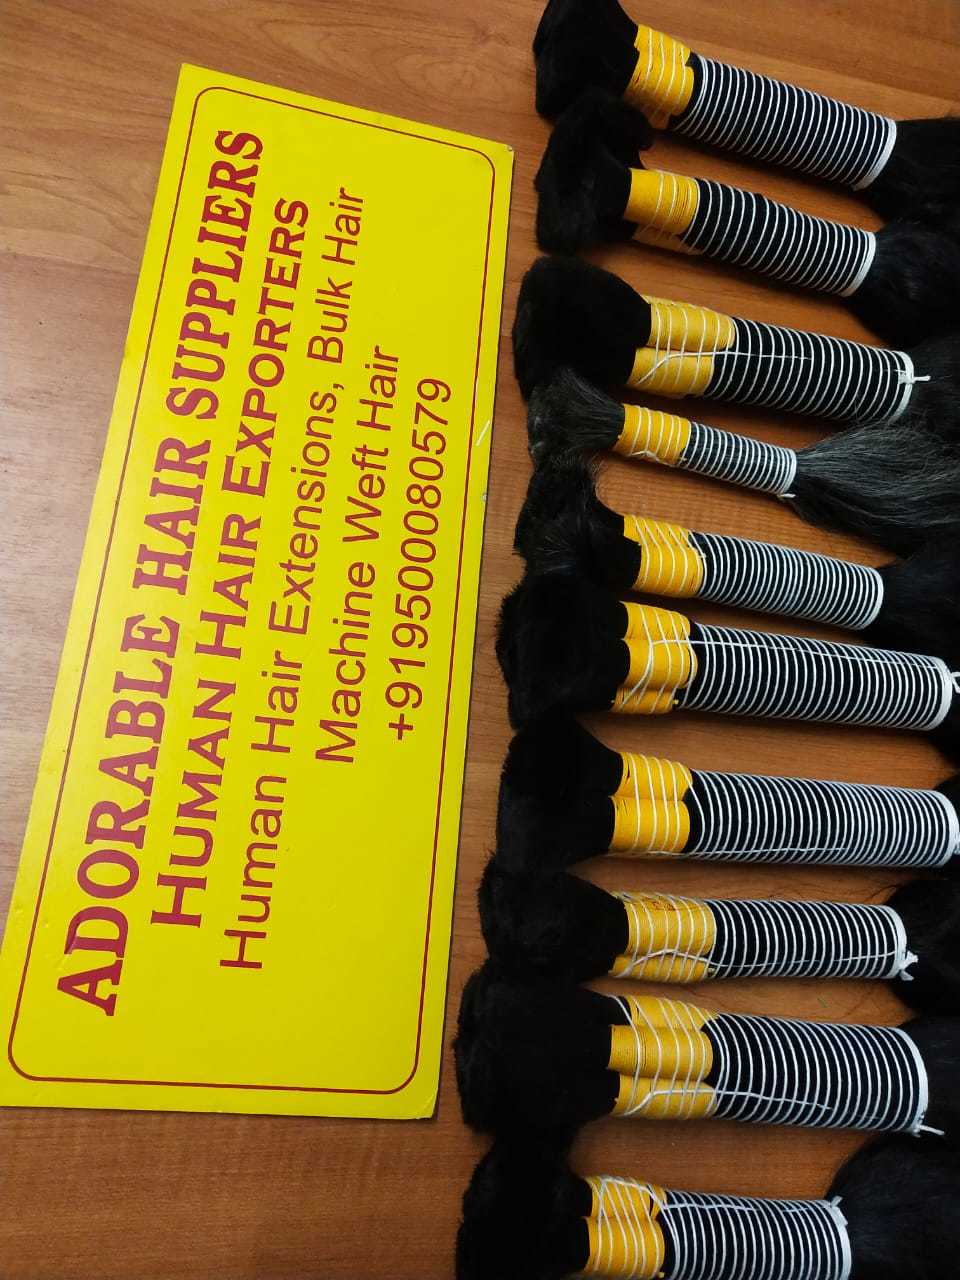 ADORABLE HAIR SUPPLIERS
HUMAN HAIR EXPORTERS
Human Hair Extensions, Bulk Hair
Machine Weft Hair
+919500080579